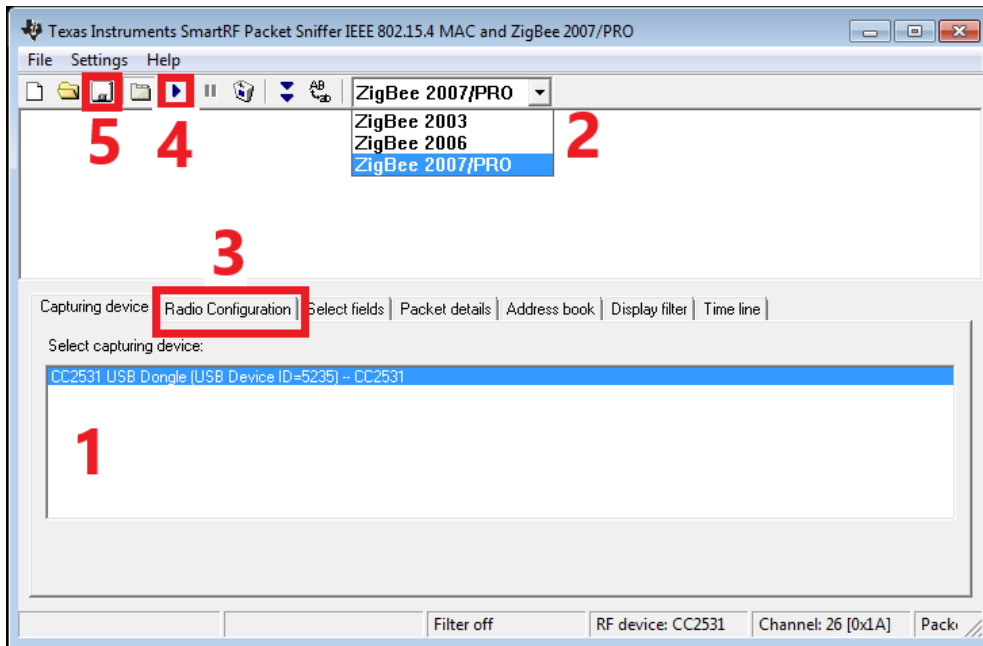 Texas Instruments SmartRF Packet Sniffer IEEE 802.15.4 MAC and ZigBee 2007/PRO
File Settings Help
ZigBee 2007/PRO
ZigBee 2003
ZigBee 2006
ZigBee 2007/PRO
5 4 2
3
Capturing device Radio Configuration Select fields Packet details Address book Display filter Time line
Select capturing device:
CC2531 USB Dongle (USB Device ID=5235) -- CC2531
1
Filter off RF device: CC2531 Channel: 26 [0x1A]